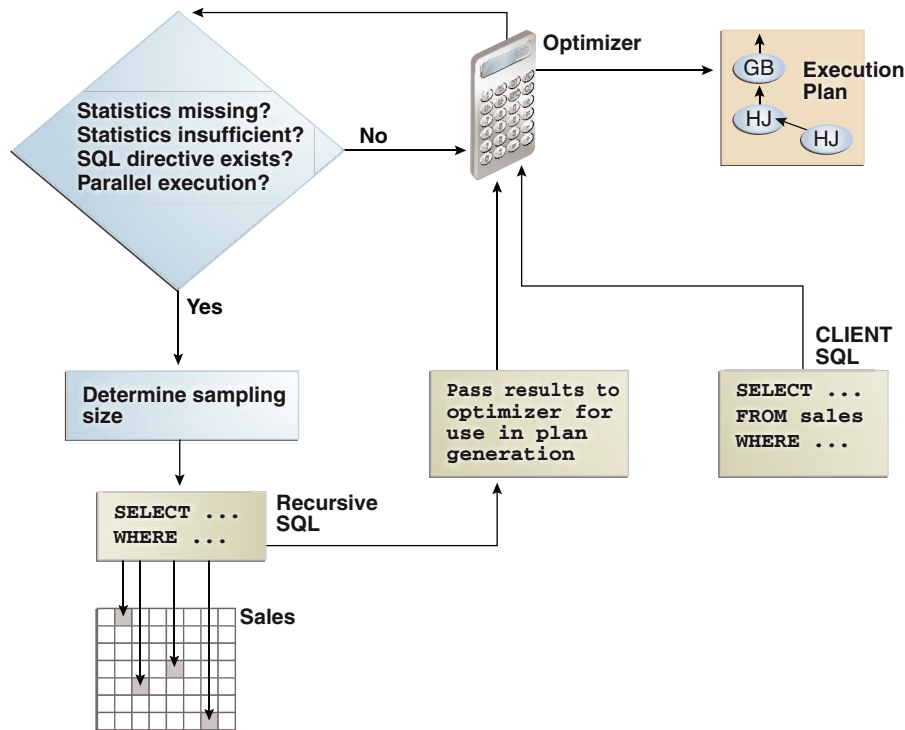 Optimizer
GB
Execution
Plan
HJ
HJ
Statistics missing?
Statistics insufficient?
SQL directive exists?
Parallel execution?
No
Yes
CLIENT
SQL
Determine sampling
size
Pass results to
optimizer for
use in plan
generation
SELECT ...
FROM sales
WHERE ...
Recursive
SQL
SELECT ...
WHERE ...
Sales